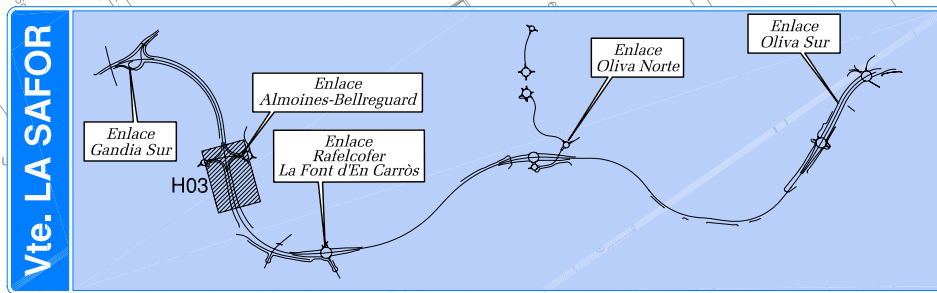 Vte. LA SAFOR
Enlace
Gandia Sur
Enlace
Almoines-Bellreguard
H03
Enlace
Rafelcofer
La Font d'En Carròs
Enlace
Oliva Norte
Enlace
Oliva Sur